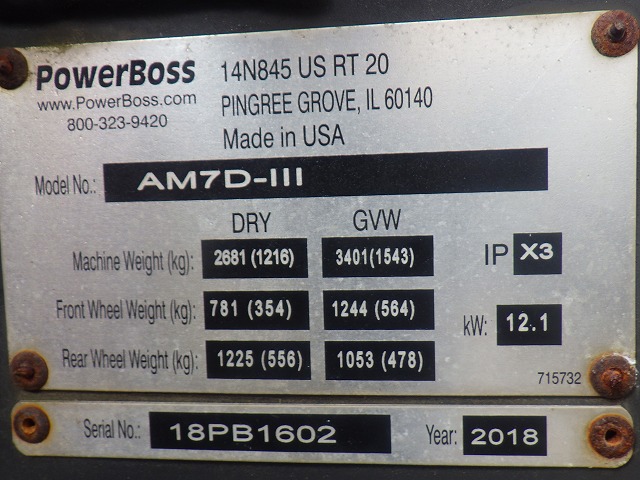 PowerBoss
www.PowerBoss.com
800-323-9420
14N845 US RT 20
PINGREE GROVE, IL 60140
Made in USA
Model No.: AM7D-III
DRY GVW
Machine Weight (kg): 2681 (1216) 3401(1543) IP X3
Front Wheel Weight (kg): 781 (354) 1244 (564)
kW: 12.1
Rear Wheel Weight (kg): 1225 (556) 1053 (478)
715732
Serial No.: 18PB1602 Year: 2018